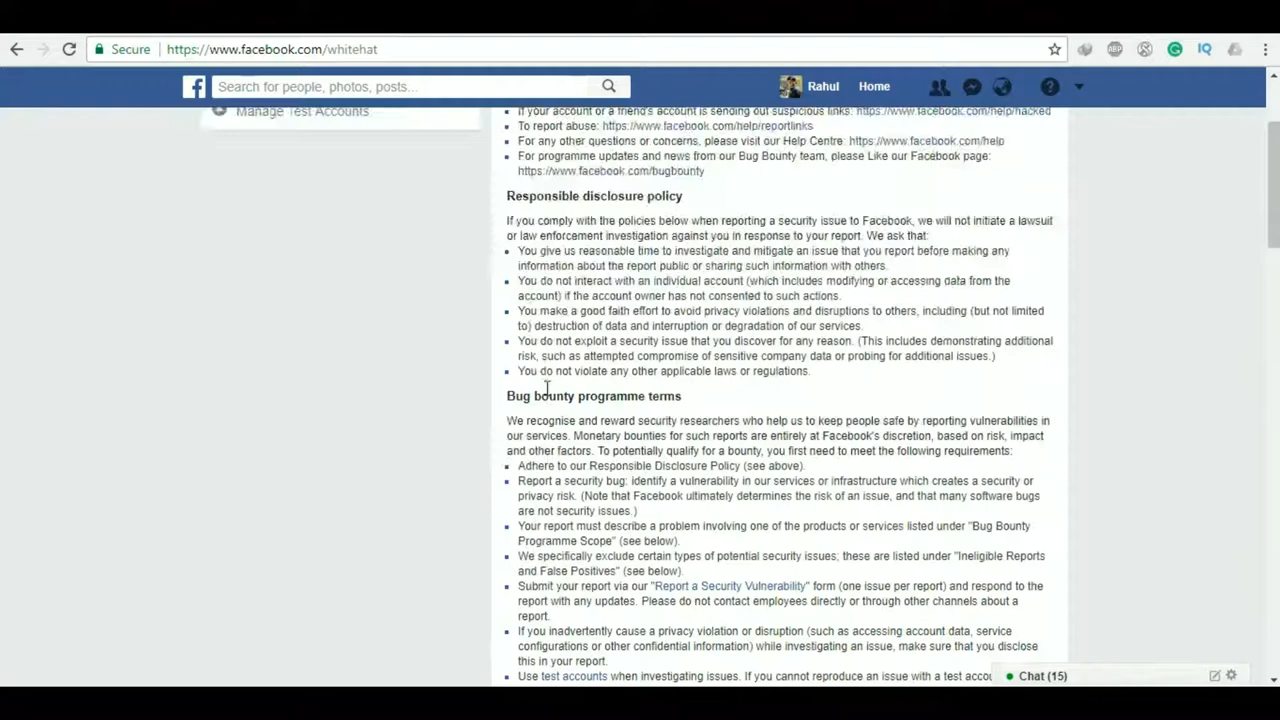 Secure https://www.facebook.com/whitehat
ABP
IQ
f
Search for people, photos, posts...
Rahul Home
Manage Test Accounts
If your account or a friend's account is sending out suspicious links: https://www.facebook.com/help/hacked
To report abuse: https://www.facebook.com/help/reportlinks
For any other questions or concerns, please visit our Help Centre: https://www.facebook.com/help
For programme updates and news from our Bug Bounty team, please Like our Facebook page:
https://www.facebook.com/bugbounty
Responsible disclosure policy
If you comply with the policies below when reporting a security issue to Facebook, we will not initiate a lawsuit
or law enforcement investigation against you in response to your report. We ask that:
You give us reasonable time to investigate and mitigate an issue that you report before making any
information about the report public or sharing such information with others.
You do not interact with an individual account (which includes modifying or accessing data from the
account) if the account owner has not consented to such actions.
You make a good faith effort to avoid privacy violations and disruptions to others, including (but not limited
to) destruction of data and interruption or degradation of our services.
You do not exploit a security issue that you discover for any reason. (This includes demonstrating additional
risk, such as attempted compromise of sensitive company data or probing for additional issues.)
You do not violate any other applicable laws or regulations.
Bug bounty programme terms
We recognise and reward security researchers who help us to keep people safe by reporting vulnerabilities in
our services. Monetary bounties for such reports are entirely at Facebook's discretion, based on risk, impact
and other factors. To potentially qualify for a bounty, you first need to meet the following requirements:
Adhere to our Responsible Disclosure Policy (see above).
Report a security bug: identify a vulnerability in our services or infrastructure which creates a security or
privacy risk. (Note that Facebook ultimately determines the risk of an issue, and that many software bugs
are not security issues.)
Your report must describe a problem involving one of the products or services listed under "Bug Bounty
Programme Scope" (see below).
We specifically exclude certain types of potential security issues; these are listed under "Ineligible Reports
and False Positives" (see below).
Submit your report via our "Report a Security Vulnerability" form (one issue per report) and respond to the
report with any updates. Please do not contact employees directly or through other channels about a
report.
If you inadvertently cause a privacy violation or disruption (such as accessing account data, service
configurations or other confidential information) while investigating an issue, make sure that you disclose
this in your report.
Use test accounts when investigating issues. If you cannot reproduce an issue with a test accou
Chat (15)